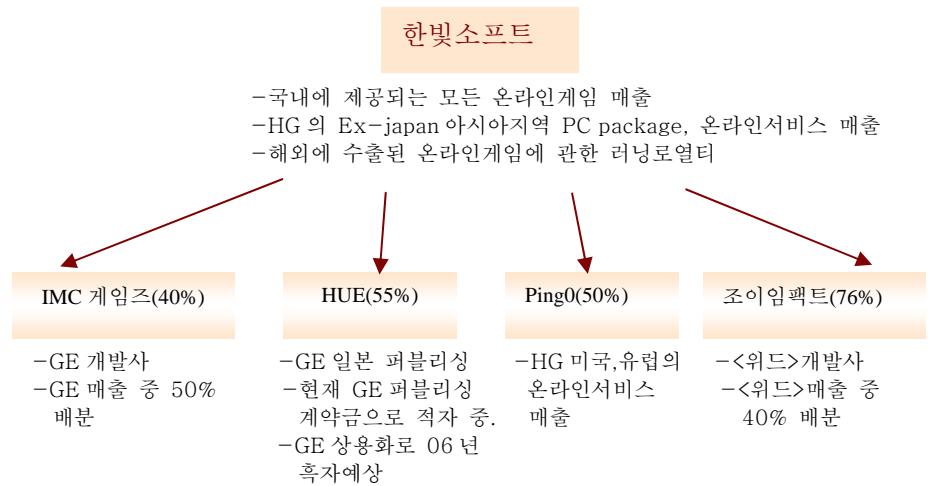 한빛소프트
-국내에 제공되는 모든 온라인게임 매출
-HG 의 Ex-japan 아시아지역 PC package, 온라인서비스 매출
-해외에 수출된 온라인게임에 관한 러닝로열티
IMC 게임즈(40%)
-GE 개발사
-GE 매출 중 50%
배분
HUE(55%)
-GE 일본 퍼블리싱
-현재 GE 퍼블리싱
계약금으로 적자 중.
-GE 상용화로 06 년
흑자예상
Ping0(50%)
-HG 미국,유럽의
온라인서비스
매출
조이임팩트(76%)
-<위드>개발사
-<위드>매출 중
40% 배분